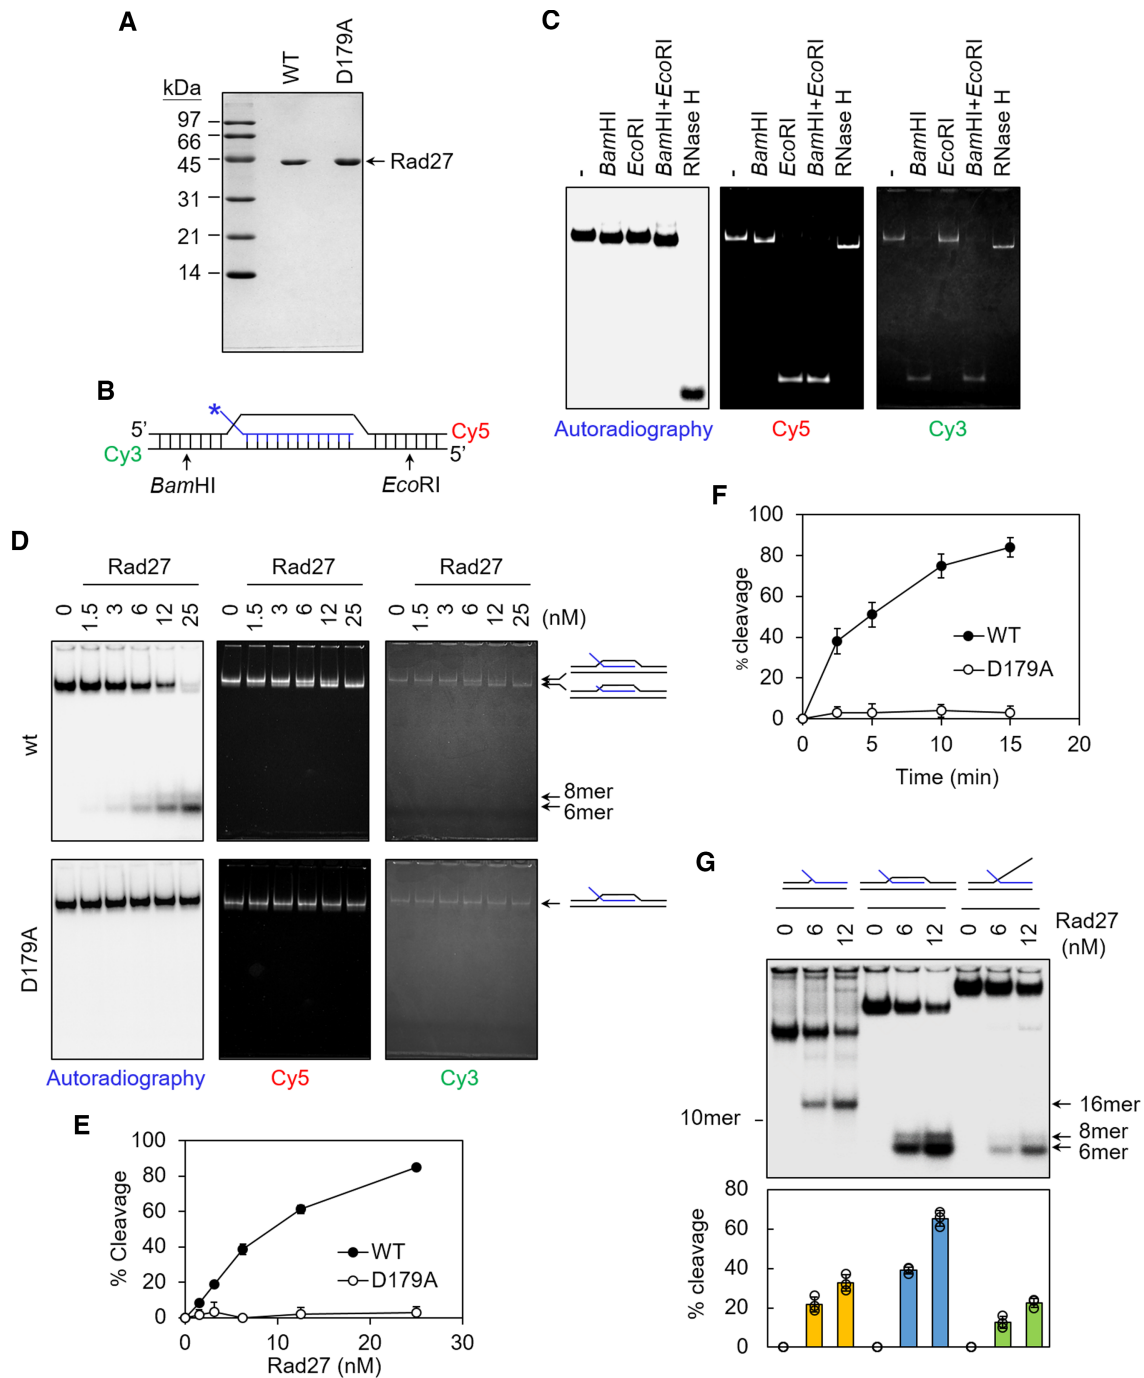 A
WT
D179A
kDa
97
66
45
31
21
14
Rad27
B
*
5'
Cy5
Cy3
5'
BamHI
EcoRI
C
-
BamHI
EcoRI
BamHI+EcoRI
RNase H
-
BamHI
EcoRI
BamHI+EcoRI
RNase H
-
BamHI
EcoRI
BamHI+EcoRI
RNase H
Autoradiography
Cy5
Cy3
D
Rad27
Rad27
Rad27
0 1.5 3 6 12 25
0 1.5 3 6 12 25
0 1.5 3 6 12 25
(nM)
wt
8mer
6mer
D179A
Autoradiography
Cy5
Cy3
E
100
80
60
40
20
0
% Cleavage
WT
D179A
0 10 20 30
Rad27 (nM)
F
100
80
60
40
20
0
% cleavage
WT
D179A
0 5 10 15 20
Time (min)
G
0 6 12 0 6 12 0 6 12
Rad27
(nM)
10mer
16mer
8mer
6mer
80
60
40
20
0
% cleavage